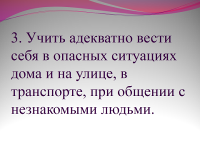 3. Учить адекватно вести
себя в опасных ситуациях
дома и на улице, в
транспорте, при общении с
незнакомыми людьми.